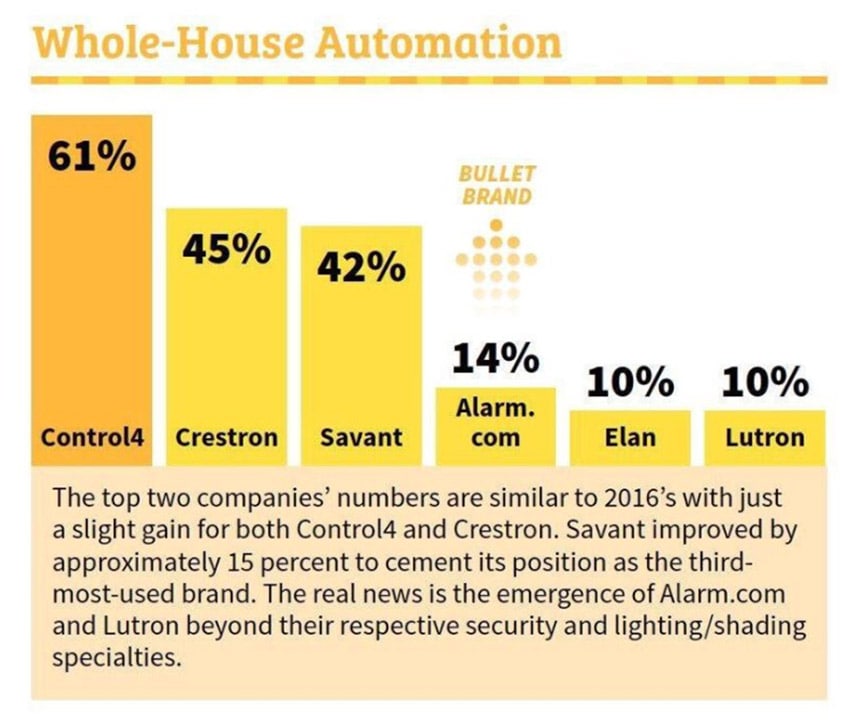 Whole-House Automation
61%
45%
42%
BULLET
BRAND
14%
10%
10%
Control4
Crestron
Savant
Alarm.
com
Elan
Lutron
The top two companies’ numbers are similar to 2016’s with just
a slight gain for both Control4 and Crestron. Savant improved by
approximately 15 percent to cement its position as the third-
most-used brand. The real news is the emergence of Alarm.com
and Lutron beyond their respective security and lighting/shading
specialties.